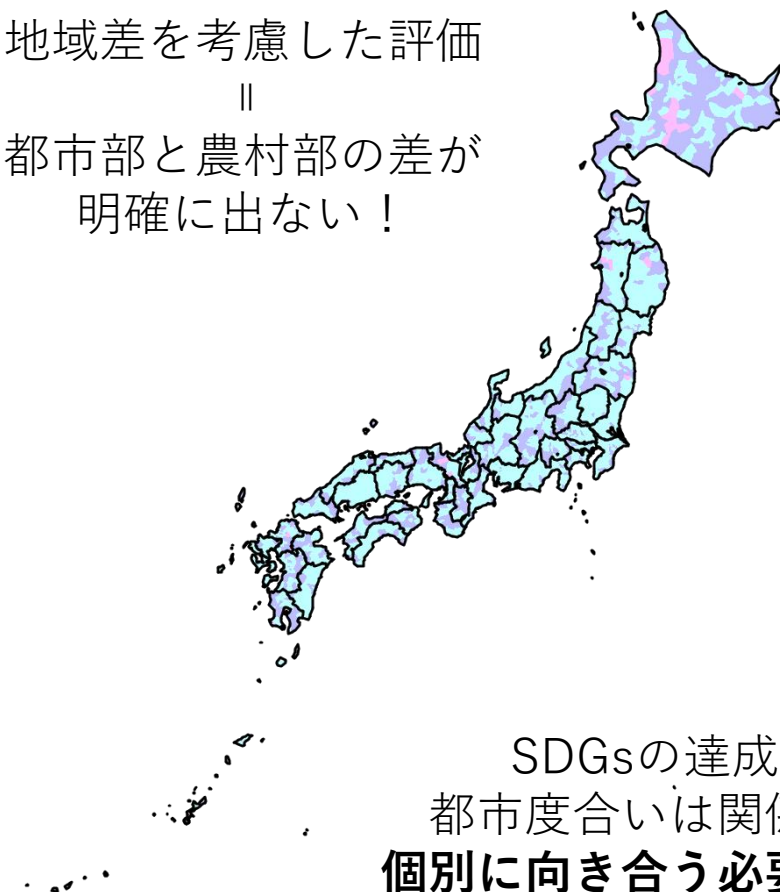 地域差を考慮した評価
＝
都市部と農村部の差が
明確に出ない！
SDGsの達成
都市度合いは関係
個別に向き合う必要